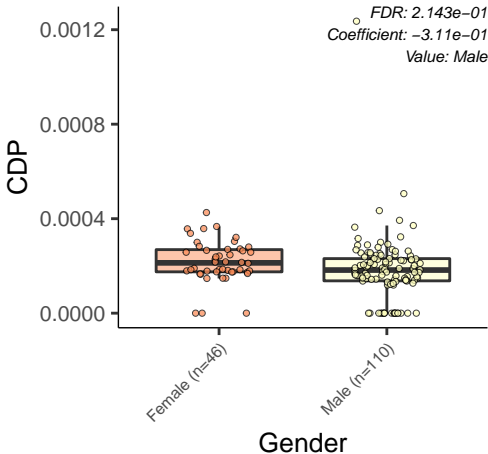 FDR: 2.143e−01
Coefficient: −3.11e−01
Value: Male
CDP
0.0012
0.0008
0.0004
0.0000
Female (n=46)
Male (n=110)
Gender